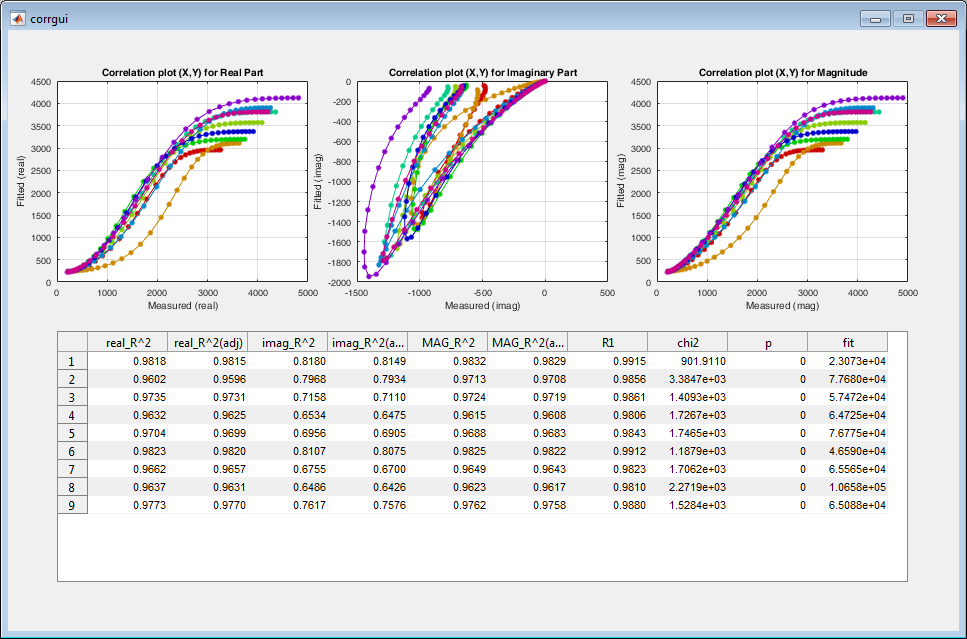 corrgui
Correlation plot (X,Y) for Real Part
4500
4000
3500
3000
2500
2000
1500
1000
500
0
Fitted (real)
0 1000 2000 3000 4000 5000
Measured (real)
Correlation plot (X,Y) for Imaginary Part
0
-200
-400
-600
-800
-1000
-1200
-1400
-1600
-1800
-2000
Fitted (imag)
-1500 -1000 -500 0 500
Measured (imag)
Correlation plot (X,Y) for Magnitude
4500
4000
3500
3000
2500
2000
1500
1000
500
0
Fitted (mag)
0 1000 2000 3000 4000 5000
Measured (mag)
real_R^2 real_R^2(adj) imag_R^2 imag_R^2(a... MAG_R^2 MAG_R^2(a... R1 chi2 p fit
1 0.9818 0.9815 0.8180 0.8149 0.9832 0.9829 0.9915 901.9110 0 2.3073e+04
2 0.9602 0.9596 0.7968 0.7934 0.9713 0.9708 0.9856 3.3847e+03 0 7.7680e+04
3 0.9735 0.9731 0.7158 0.7110 0.9724 0.9719 0.9861 1.4093e+03 0 5.7472e+04
4 0.9632 0.9625 0.6534 0.6475 0.9615 0.9608 0.9806 1.7267e+03 0 6.4725e+04
5 0.9704 0.9699 0.6956 0.6905 0.9688 0.9683 0.9843 1.7465e+03 0 7.6775e+04
6 0.9823 0.9820 0.8107 0.8075 0.9825 0.9822 0.9912 1.1879e+03 0 4.6590e+04
7 0.9662 0.9657 0.6755 0.6700 0.9649 0.9643 0.9823 1.7062e+03 0 6.5565e+04
8 0.9637 0.9631 0.6486 0.6426 0.9623 0.9617 0.9810 2.2719e+03 0 1.0658e+05
9 0.9773 0.9770 0.7617 0.7576 0.9762 0.9758 0.9880 1.5284e+03 0 6.5088e+04